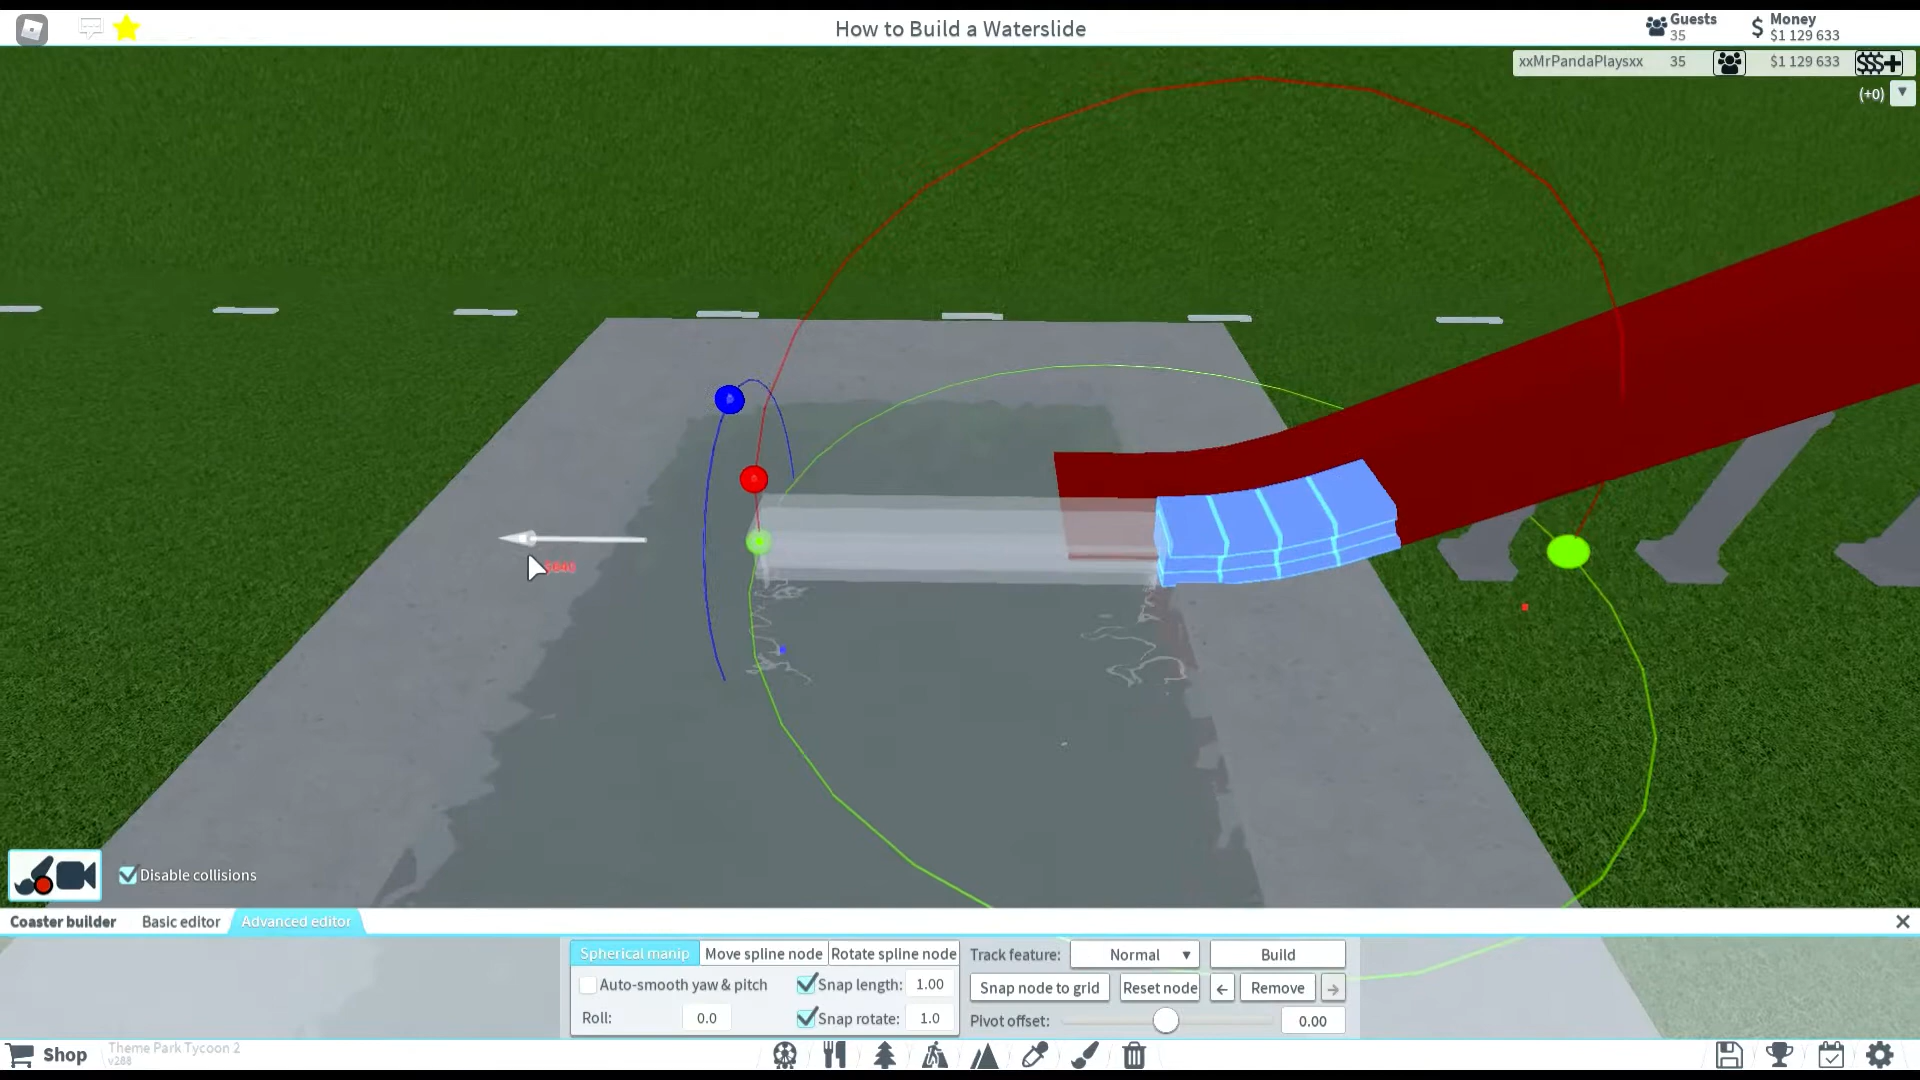 How to Build a Waterslide
Guests
35
$ Money
$1 129 633
xxMrPandaPlaysxx 35 $1 129 633 $$$+
(+0)
Disable collisions
Coaster builder Basic editor Advanced editor
Spherical manip Move spline node Rotate spline node
Auto-smooth yaw & pitch Snap length: 1.00
Roll: 0.0 Snap rotate: 1.0
Track feature: Normal Build
Snap node to grid Reset node ← Remove →
Pivot offset: 0.00
Shop
Theme Park Tycoon 2
v288